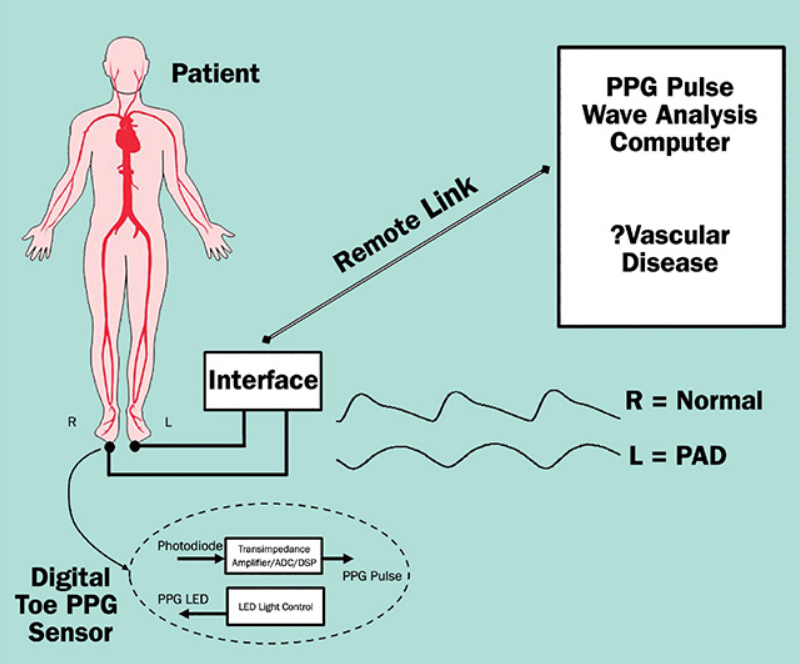 Patient
PPG Pulse
Wave Analysis
Computer
?Vascular
Disease
Remote Link
Interface
R
L
R = Normal
L = PAD
Digital
Toe PPG
Sensor
Photodiode
Transimpedance
Amplifier/ADC/DSP
PPG Pulse
PPG LED
LED Light Control